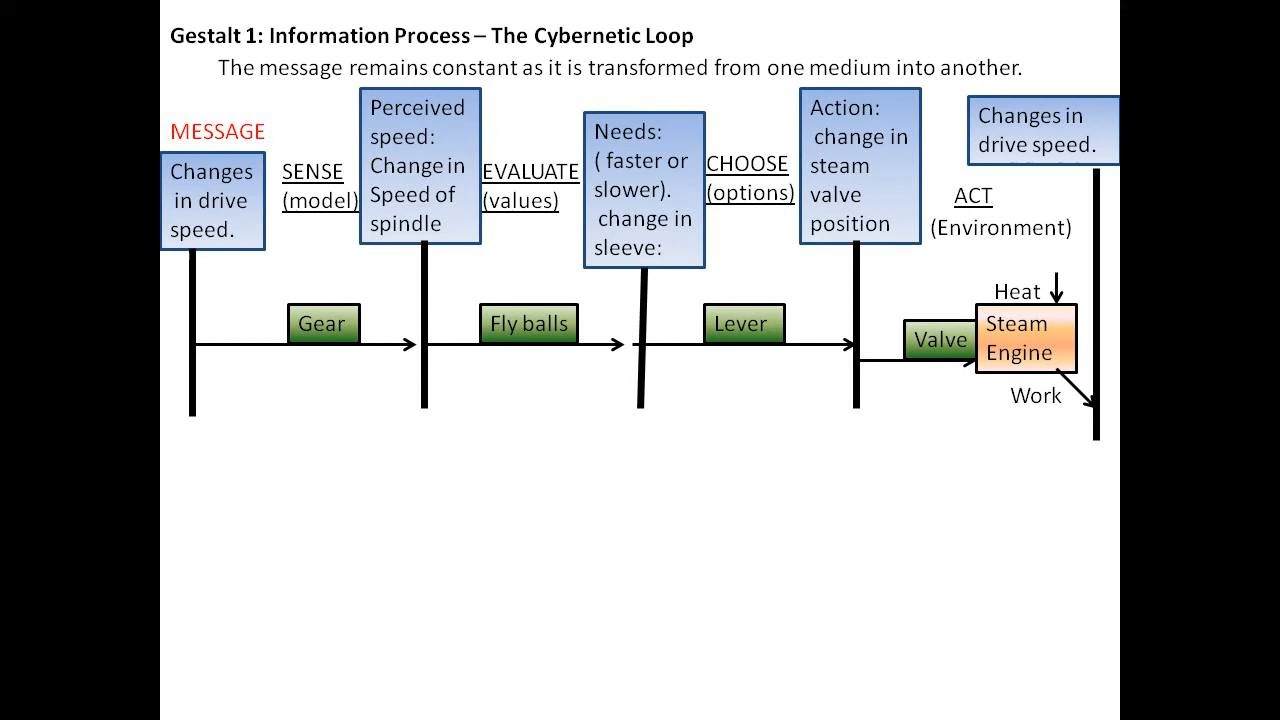 Gestalt 1: Information Process – The Cybernetic Loop
The message remains constant as it is transformed from one medium into another.
MESSAGE
Changes
in drive
speed.
SENSE
(model)
Perceived
speed:
Change in
Speed of
spindle
EVALUATE
(values)
Needs:
( faster or
slower).
change in
sleeve:
CHOOSE
(options)
Action:
change in
steam
valve
position
Changes in
drive speed.
ACT
(Environment)
Gear
Fly balls
Lever
Valve
Heat
Steam
Engine
Work